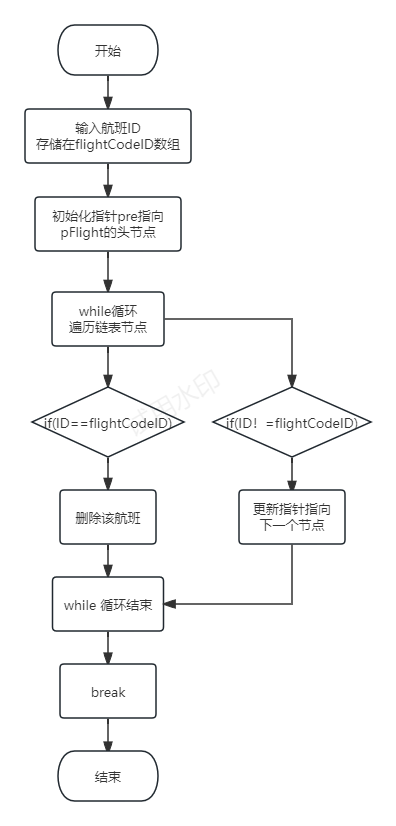 开始
输入航班ID
存储在flightCodeID数组
初始化指针pre指向
pFlight的头节点
while循环
遍历链表节点
if(ID==flightCodeID)
if(ID！=flightCodeID)
删除该航班
更新指针指向
下一个节点
while 循环结束
break
结束